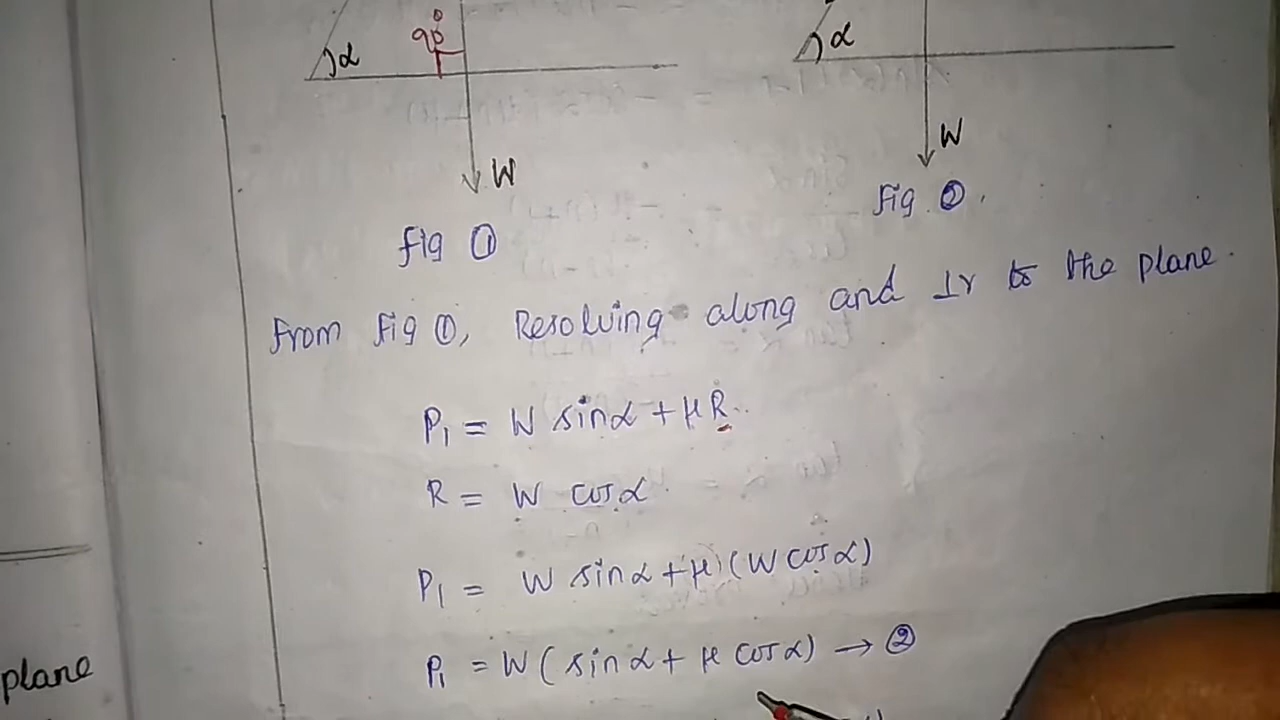 α 90° α
W W
Fig ① Fig ②.
From Fig ①, Resolving along and ⊥r to the plane.
P₁ = W sinα + μR.
R = W cosα
P₁ = W sinα + μ (W cosα)
P₁ = W ( sinα + μ cosα) → ②
plane